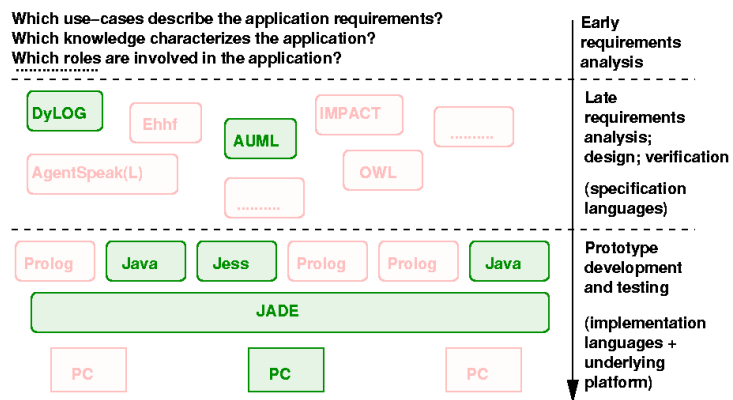 Which use-cases describe the application requirements?
Which knowledge characterizes the application?
Which roles are involved in the application?
..................
Early
requirements
analysis
DyLOG
Ehhf
AUML
IMPACT
..........
AgentSpeak(L)
..........
OWL
Late
requirements
analysis;
design; verification
(specification
languages)
Prolog
Java
Jess
Prolog
Prolog
Java
JADE
PC
PC
PC
Prototype
development
and testing
(implementation
languages +
underlying
platform)